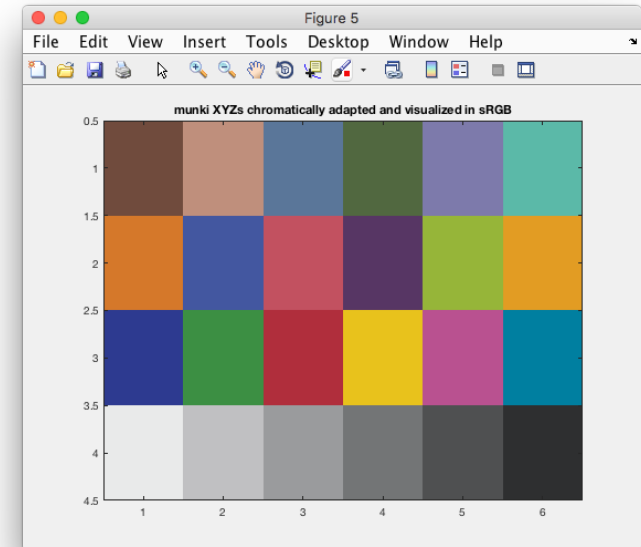 Figure 5
File Edit View Insert Tools Desktop Window Help
munki XYZs chromatically adapted and visualized in sRGB
0.5
1
1.5
2
2.5
3
3.5
4
4.5
1 2 3 4 5 6